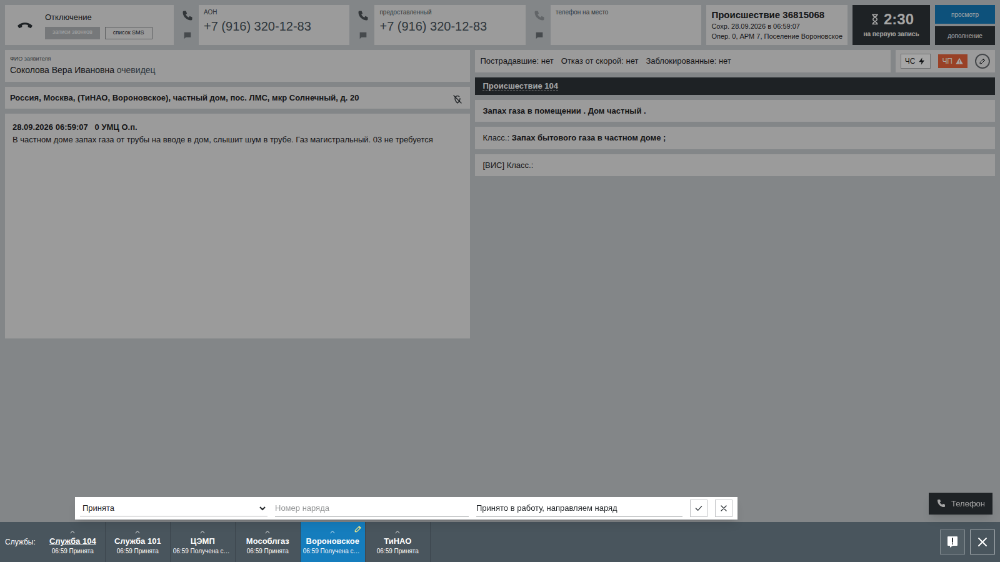 Отключение
записи звонков
список SMS
АОН
+7 (916) 320-12-83
предоставленный
+7 (916) 320-12-83
телефон на место
Происшествие 36815068
Сохр. 28.09.2026 в 06:59:07
Опер. 0, АРМ 7, Поселение Вороновское
2:30
на первую запись
просмотр
дополнение
ФИО заявителя
Соколова Вера Ивановна очевидец
Россия, Москва, (ТиНАО, Вороновское), частный дом, пос. ЛМС, мкр Солнечный, д. 20
28.09.2026 06:59:07 0 УМЦ О.п.
В частном доме запах газа от трубы на вводе в дом, слышит шум в трубе. Газ магистральный. 03 не требуется
Пострадавшие: нет Отказ от скорой: нет Заблокированные: нет
ЧС
ЧП
Происшествие 104
Запах газа в помещении . Дом частный .
Класс.: Запах бытового газа в частном доме ;
[ВИС] Класс.:
Принята
Номер наряда
Принято в работу, направляем наряд
Телефон
Службы:
Служба 104
06:59 Принята
Служба 101
06:59 Принята
ЦЭМП
06:59 Получена с...
Мособлгаз
06:59 Принята
Вороновское
06:59 Получена с...
ТиНАО
06:59 Принята